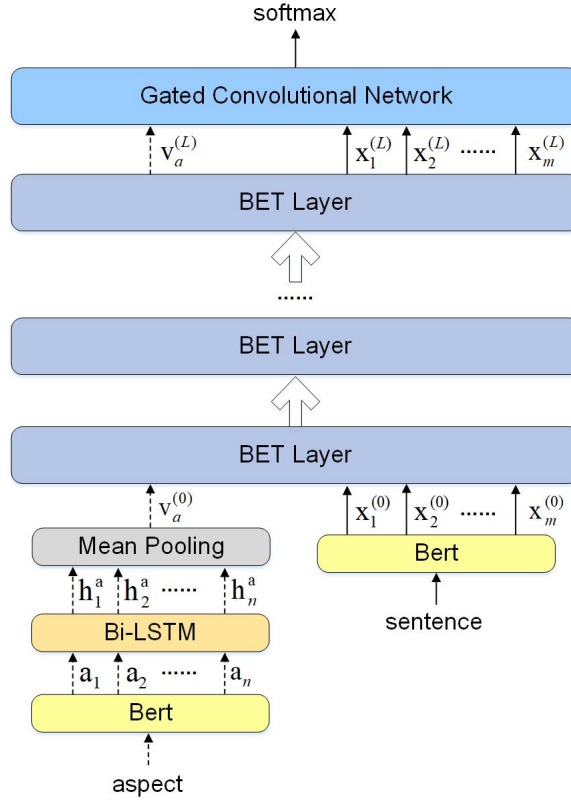 softmax
Gated Convolutional Network
v_a^{(L)} x_1^{(L)} x_2^{(L)} ...... x_m^{(L)}
BET Layer
......
BET Layer
BET Layer
v_a^{(0)} x_1^{(0)} x_2^{(0)} ...... x_m^{(0)}
Mean Pooling
Bert
h_1^a h_2^a ...... h_n^a
sentence
Bi-LSTM
a_1 a_2 ...... a_n
Bert
aspect